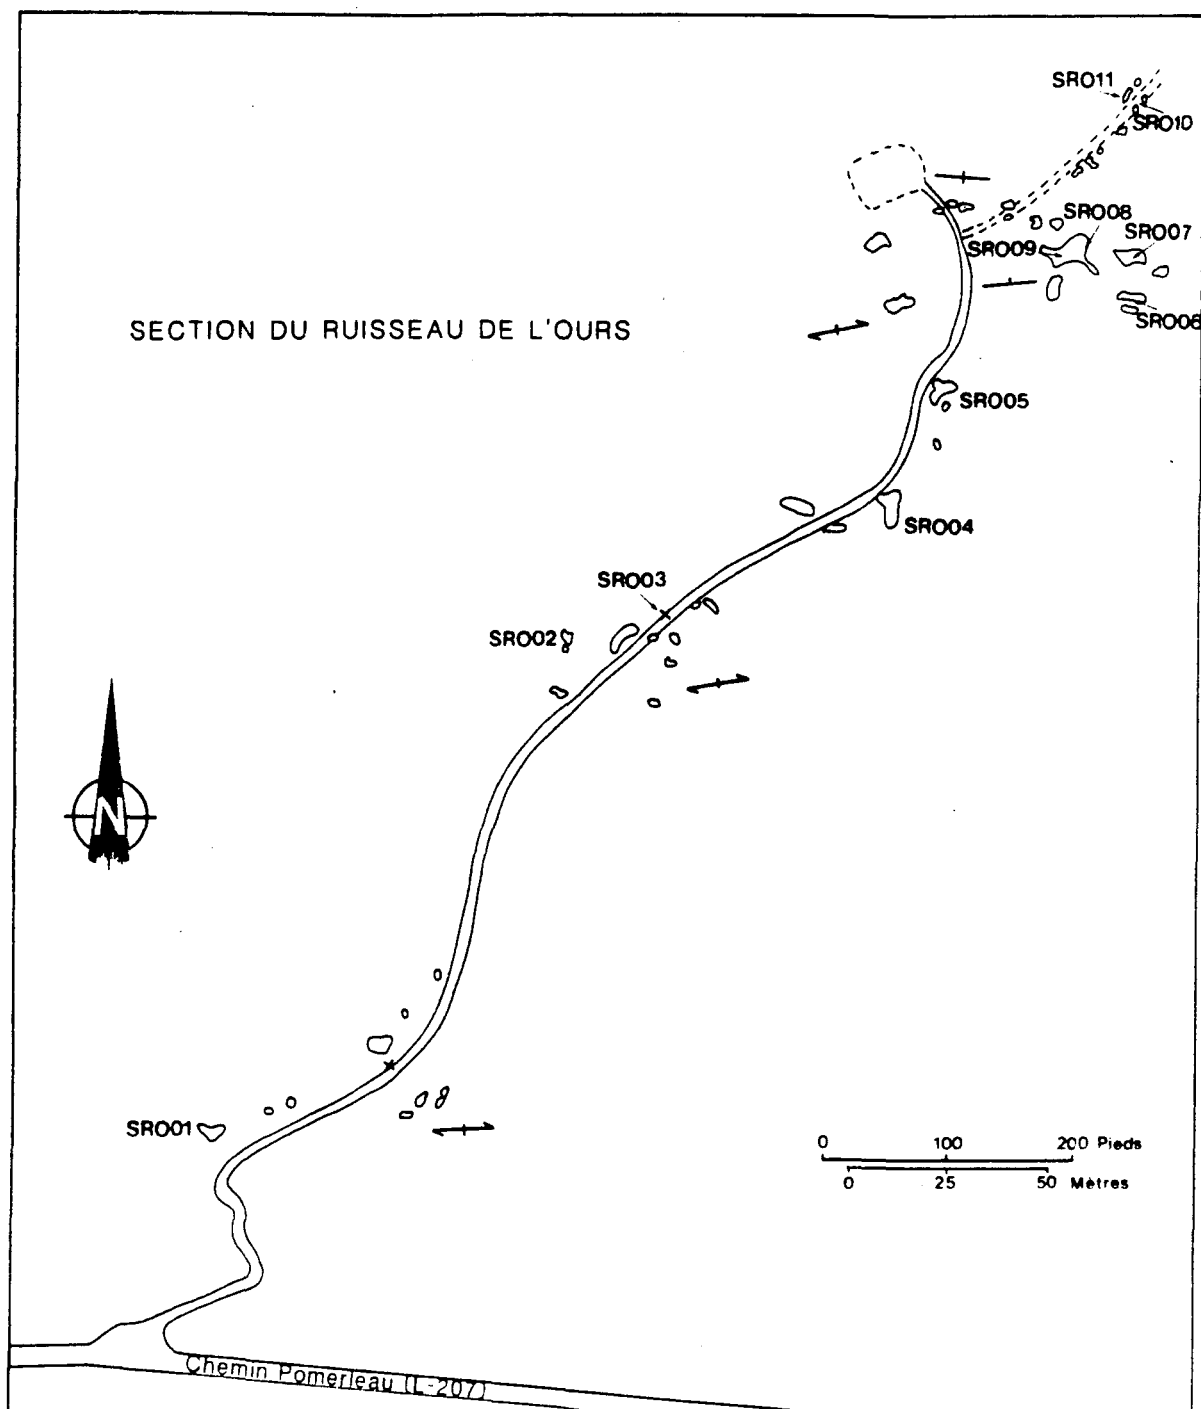 SRO11
SRO10
SRO08
SRO09
SRO07
SRO06
SECTION DU RUISSEAU DE L'OURS
SRO05
SRO04
SRO03
SRO02
N
SRO01
0 100 200 Pieds
0 25 50 Mètres
Chemin Pomerleau (L-207)